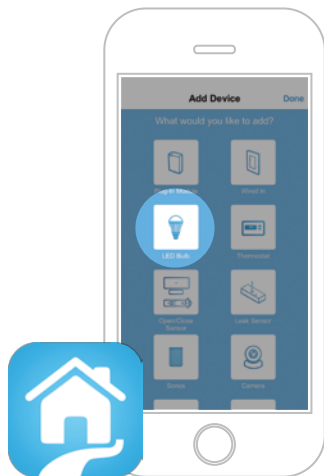 Add Device Done
What would you like to add?
Plug-in Module Wired In
LED Bulb Thermostat
Open/Close Leak Sensor
Sensor
Sonos Camera